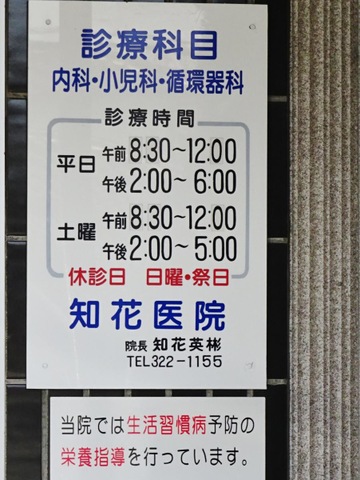 診療科目
内科・小児科・循環器科
診療時間
平日 午前 8:30～12:00
午後 2:00～6:00
土曜 午前 8:30～12:00
午後 2:00～5:00
休診日 日曜・祭日
知花医院
院長 知花英彬
TEL322-1155
当院では生活習慣病予防の
栄養指導を行っています。